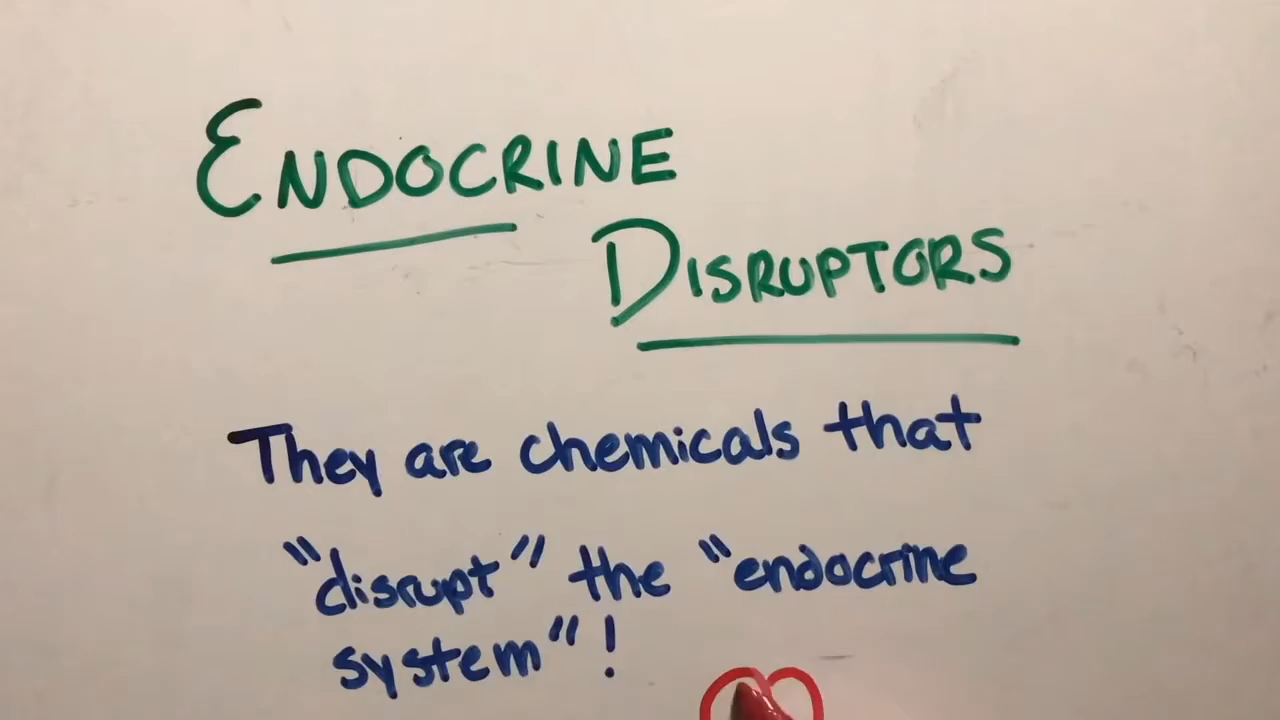 ENDOCRINE
DISRUPTORS
They are chemicals that
"disrupt" the "endocrine
system"!